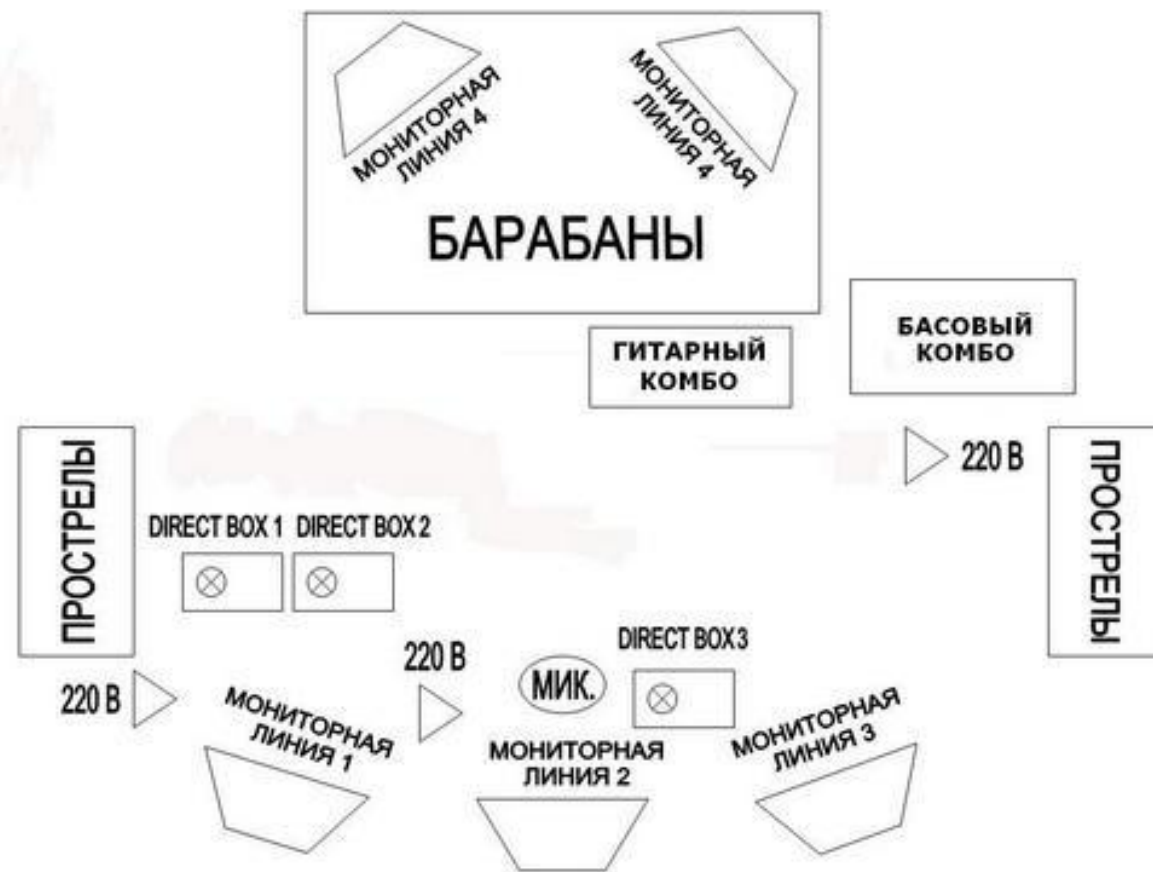 МОНИТОРНАЯ
ЛИНИЯ 4
МОНИТОРНАЯ
ЛИНИЯ 4
БАРАБАНЫ
ГИТАРНЫЙ
КОМБО
БАСОВЫЙ
КОМБО
ПРОСТРЕЛЫ
220 В
ПРОСТРЕЛЫ
DIRECT BOX 1
DIRECT BOX 2
220 В
220 В
МИК.
DIRECT BOX 3
МОНИТОРНАЯ
ЛИНИЯ 1
МОНИТОРНАЯ
ЛИНИЯ 2
МОНИТОРНАЯ
ЛИНИЯ 3